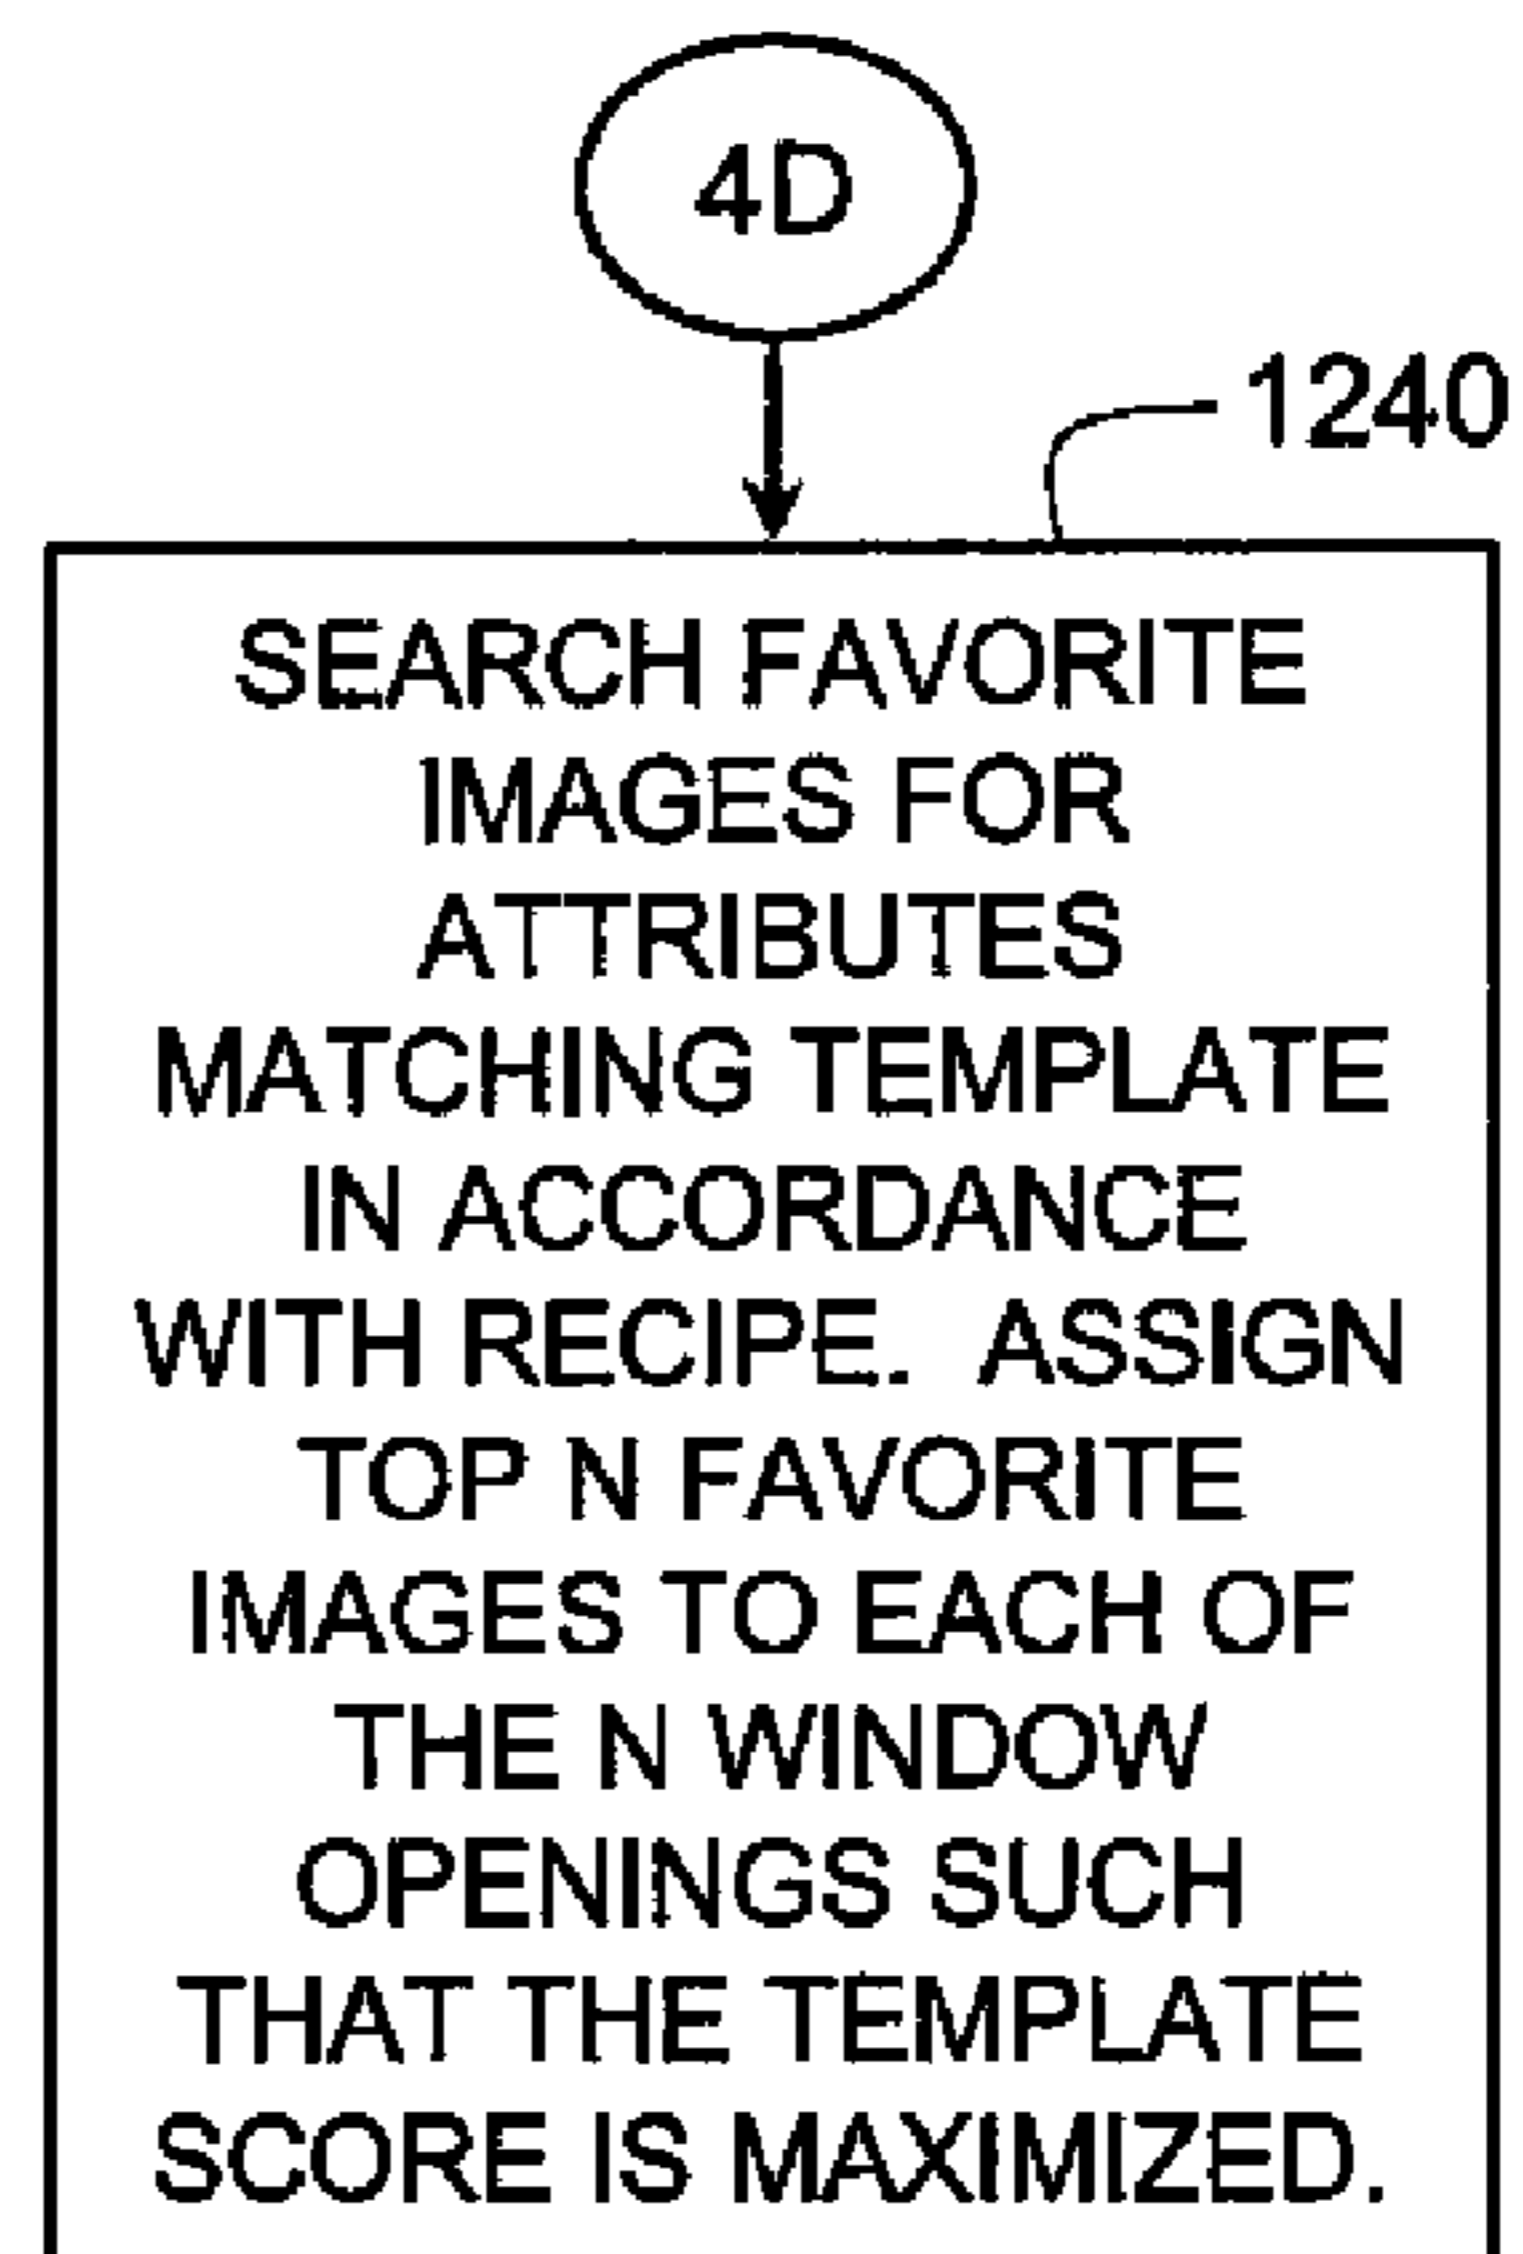 4D
1240
SEARCH FAVORITE
IMAGES FOR
ATTRIBUTES
MATCHING TEMPLATE
IN ACCORDANCE
WITH RECIPE. ASSIGN
TOP N FAVORITE
IMAGES TO EACH OF
THE N WINDOW
OPENINGS SUCH
THAT THE TEMPLATE
SCORE IS MAXIMIZED.